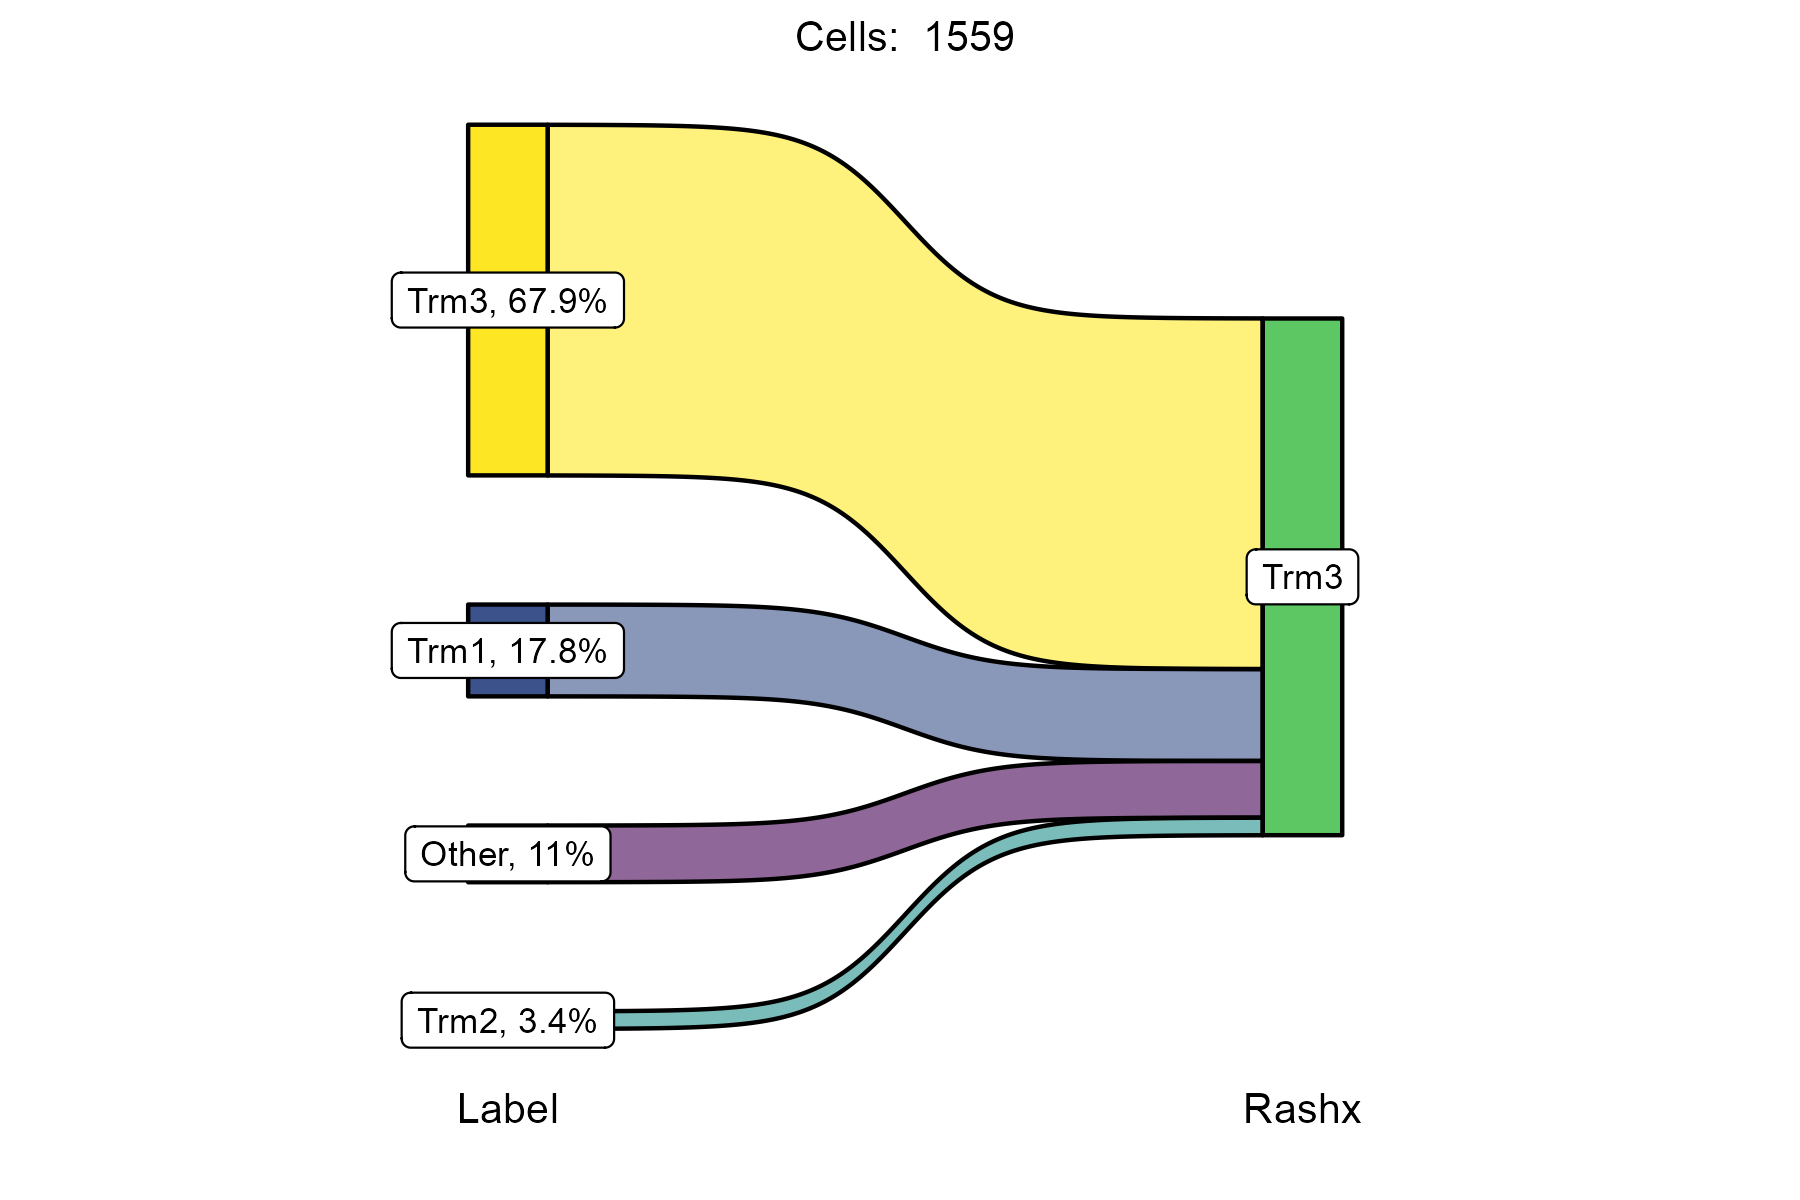 Cells:  1559
Trm3, 67.9%
Trm3
Trm1, 17.8%
Other, 11%
Trm2, 3.4%
Label
Rashx